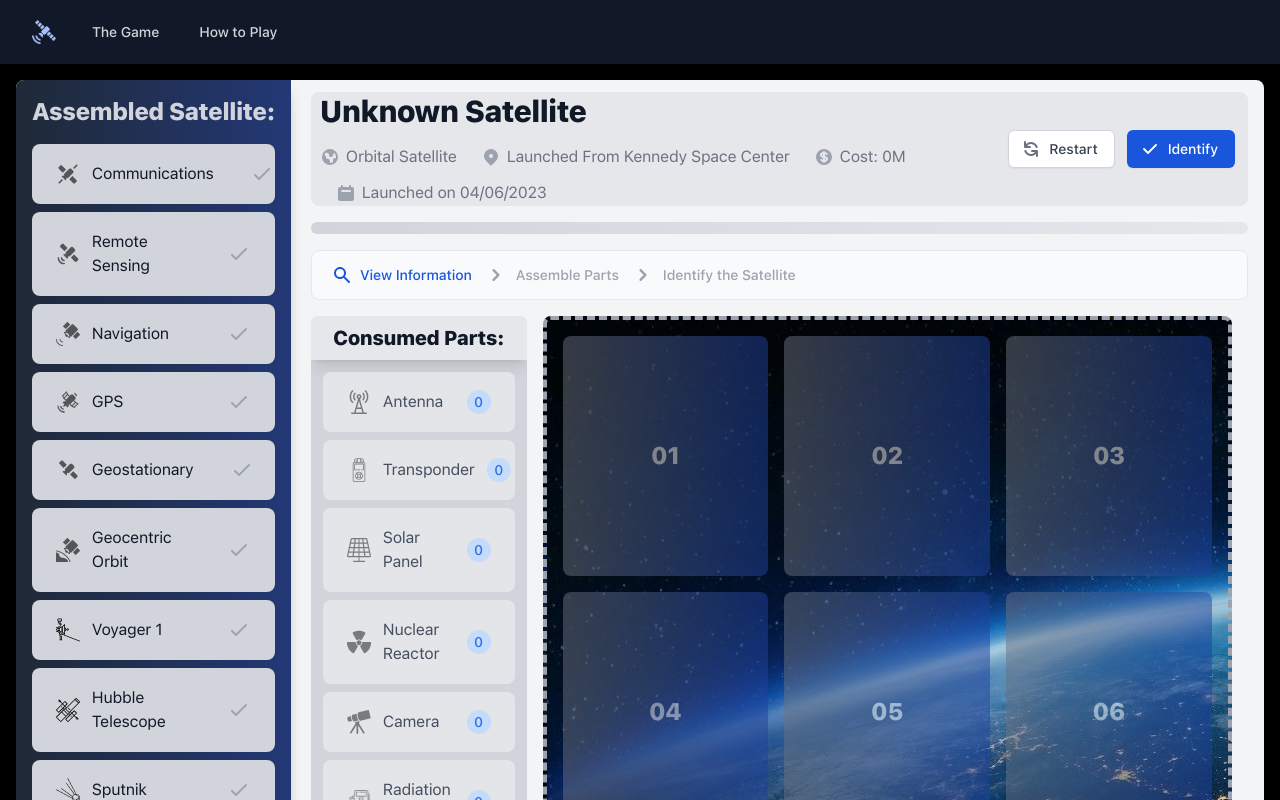 The Game
How to Play
Assembled Satellite:
Communications
Remote
Sensing
Navigation
GPS
Geostationary
Geocentric
Orbit
Voyager 1
Hubble
Telescope
Sputnik
Unknown Satellite
Orbital Satellite
Launched From Kennedy Space Center
Cost: 0M
Launched on 04/06/2023
Restart
Identify
View Information
Assemble Parts
Identify the Satellite
Consumed Parts:
Antenna 0
Transponder 0
Solar
Panel
0
Nuclear
Reactor
0
Camera 0
Radiation
01
02
03
04
05
06